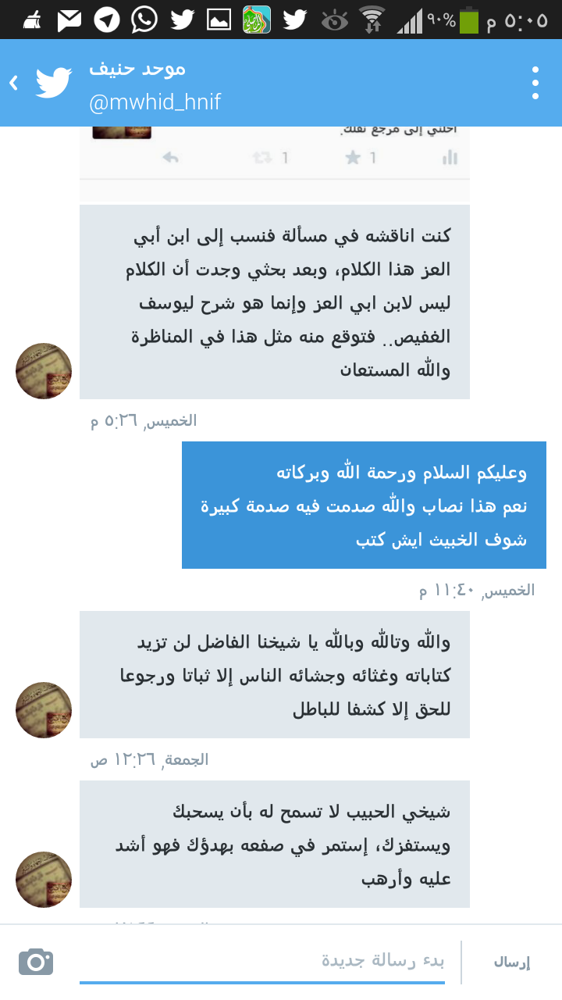 ٩٠% ٥:٠٥ م
موحد حنيف
@mwhid_hnif
احلني إلى مرجع نقلك.
1 1
كنت اناقشه في مسألة فنسب إلى ابن أبي
العز هذا الكلام، وبعد بحثي وجدت أن الكلام
ليس لابن ابي العز وإنما هو شرح ليوسف
الغفيص.. فتوقع منه مثل هذا في المناظرة
والله المستعان
الخميس, ٥:٢٦ م
وعليكم السلام ورحمة الله وبركاته
نعم هذا نصاب والله صدمت فيه صدمة كبيرة
شوف الخبيث ايش كتب
الخميس, ١١:٤٠ م
والله وتالله وبالله يا شيخنا الفاضل لن تزيد
كتاباته وغثائه وجشائه الناس إلا ثباتا ورجوعا
للحق إلا كشفا للباطل
الجمعة, ١٢:٢٦ ص
شيخي الحبيب لا تسمح له بأن يسحبك
ويستفزك، إستمر في صفعه بهدؤك فهو أشد
عليه وأرهب
بدء رسالة جديدة
إرسال